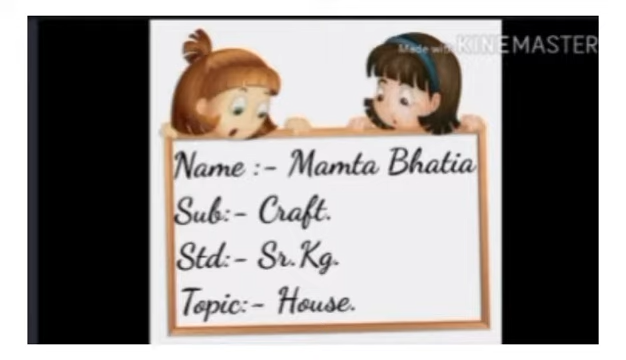 Made with KINEMASTER
Name :- Mamta Bhatia
Sub:- Craft.
Std:- Sr.Kg.
Topic:- House.